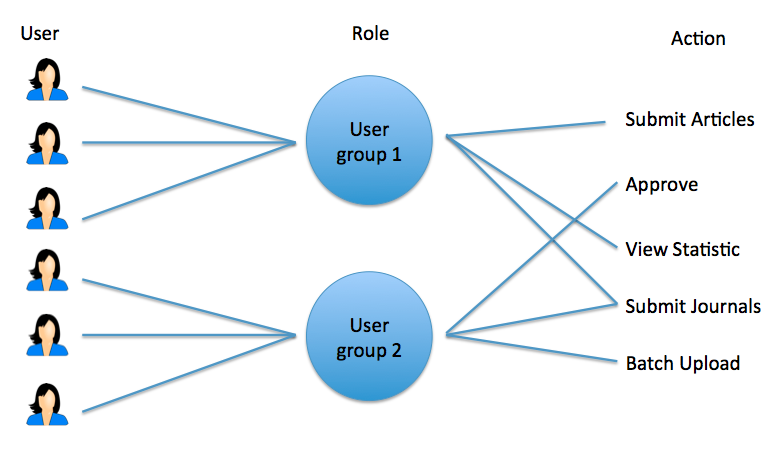 User
Role
Action
User
group 1
User
group 2
Submit Articles
Approve
View Statistic
Submit Journals
Batch Upload